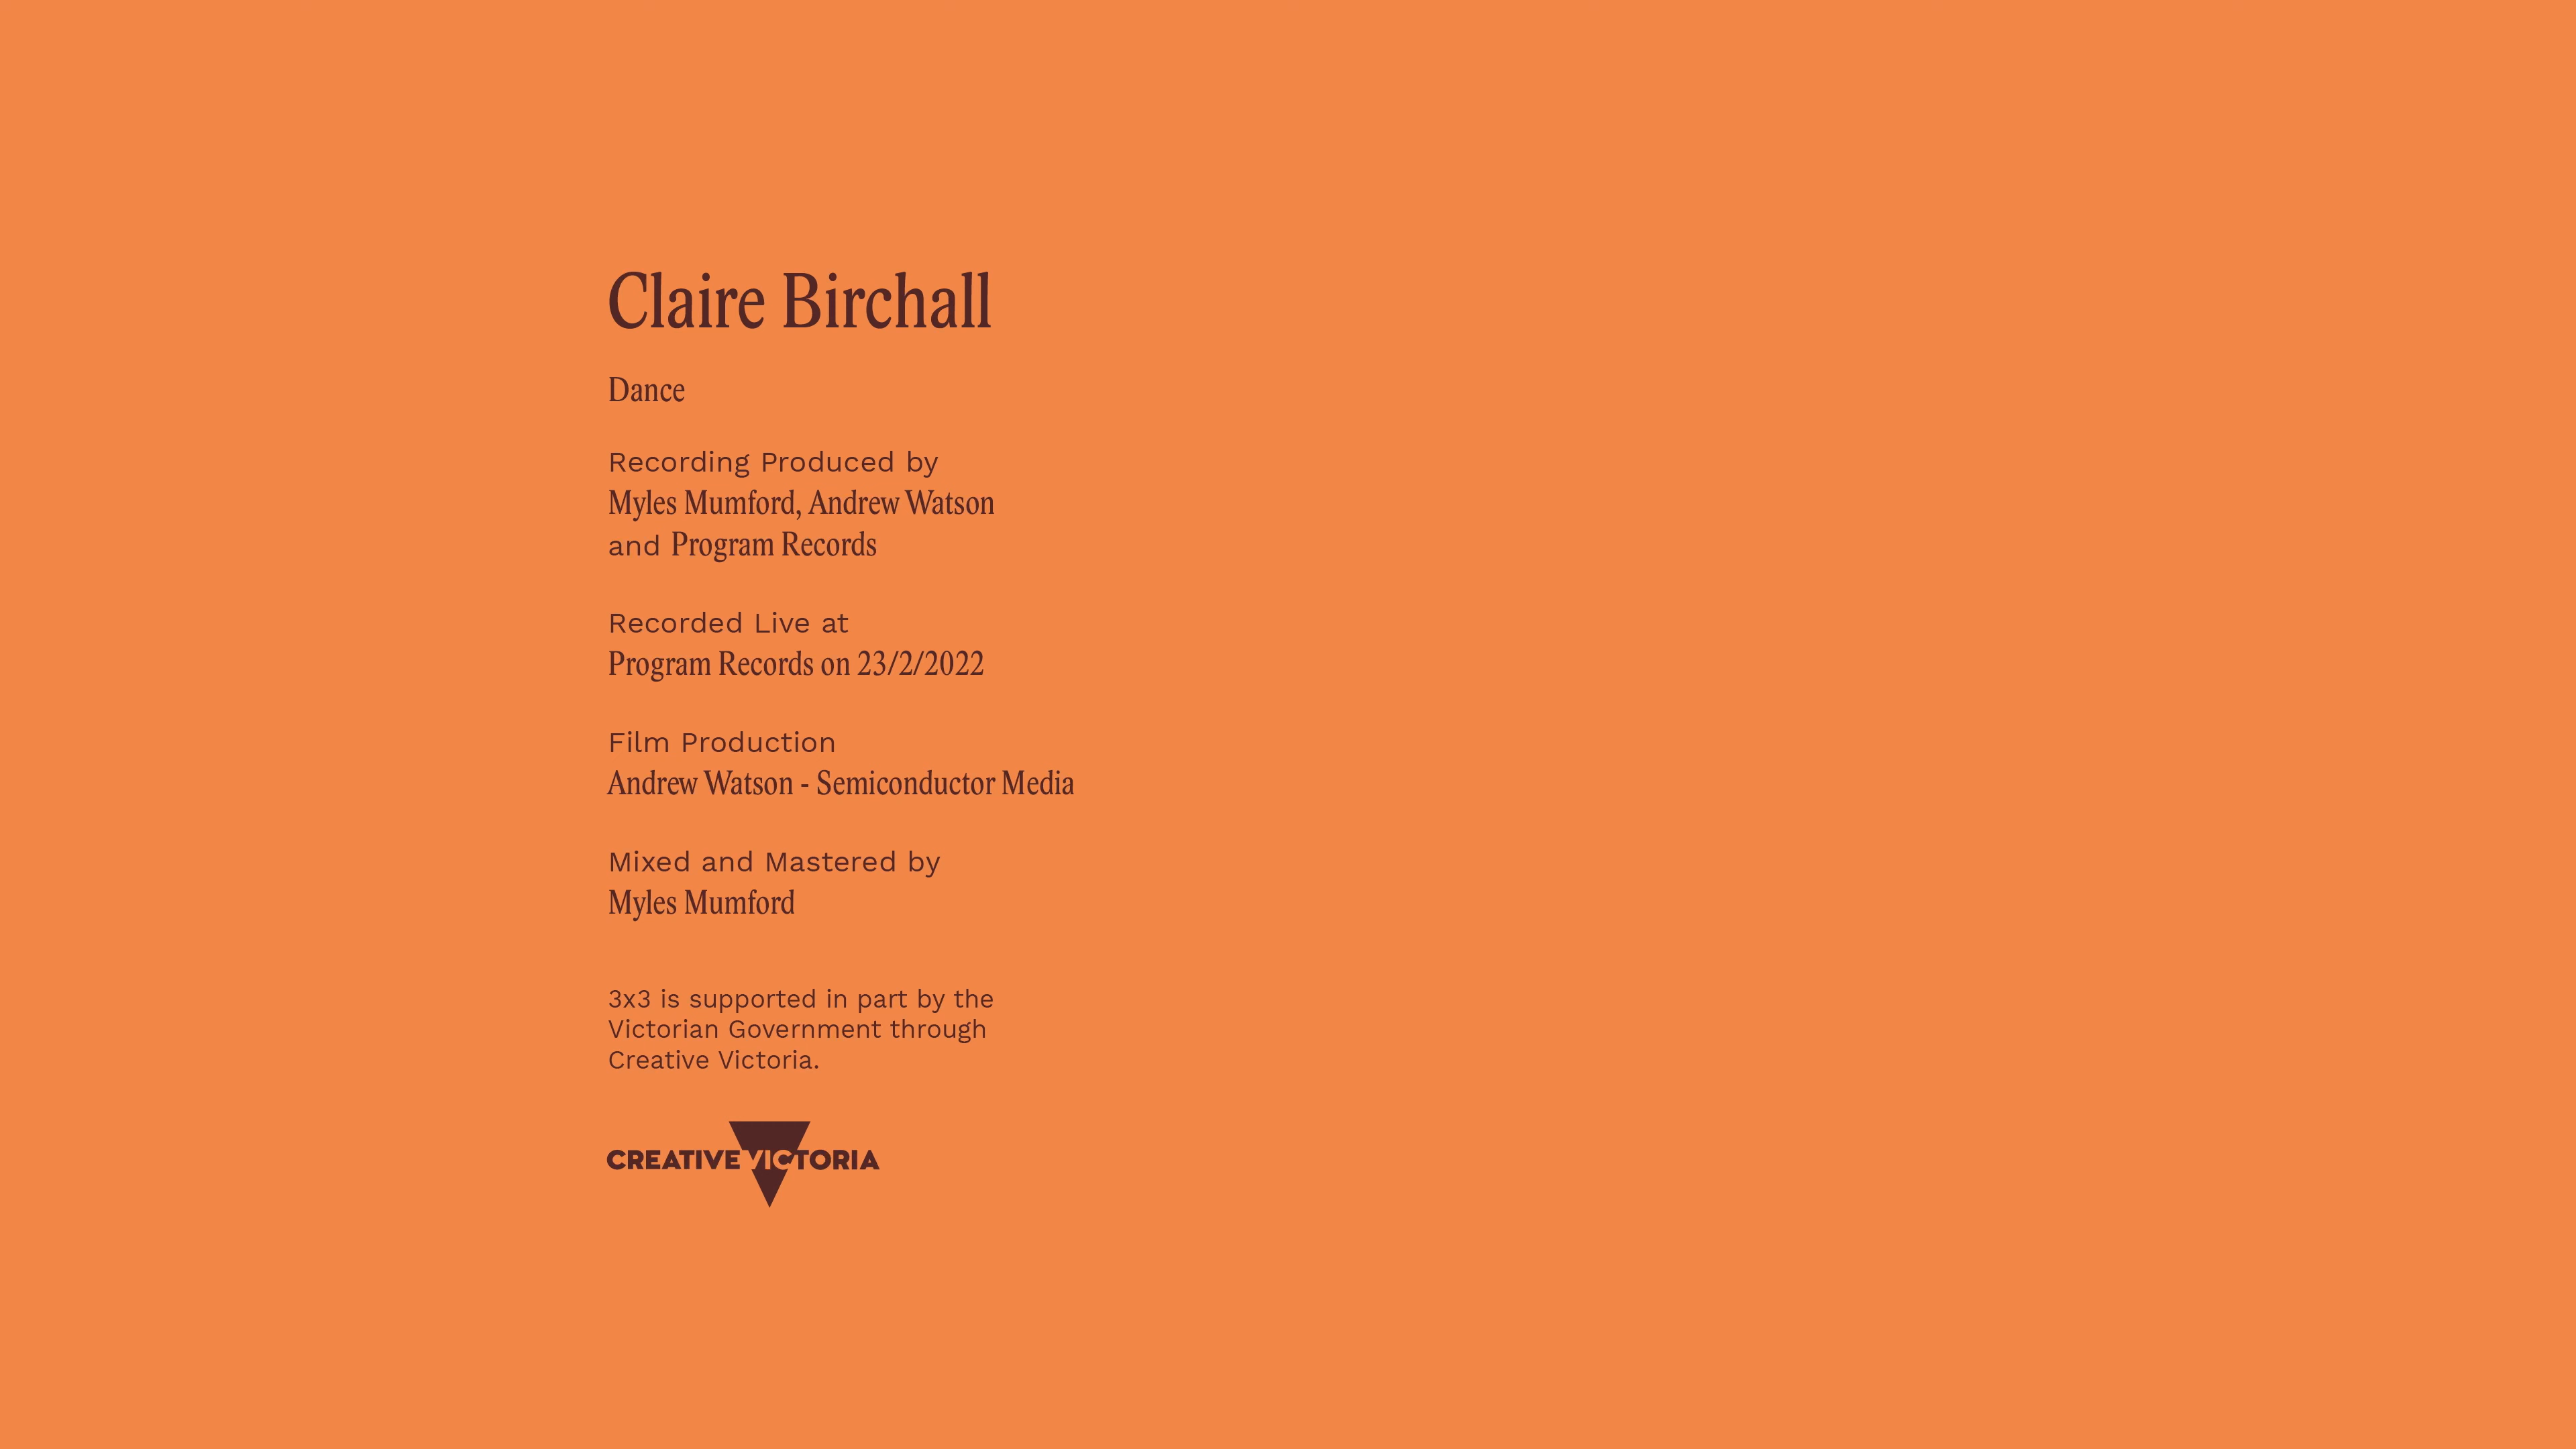 Claire Birchall
Dance
Recording Produced by
Myles Mumford, Andrew Watson
and Program Records
Recorded Live at
Program Records on 23/2/2022
Film Production
Andrew Watson - Semiconductor Media
Mixed and Mastered by
Myles Mumford
3x3 is supported in part by the
Victorian Government through
Creative Victoria.
CREATIVE VICTORIA